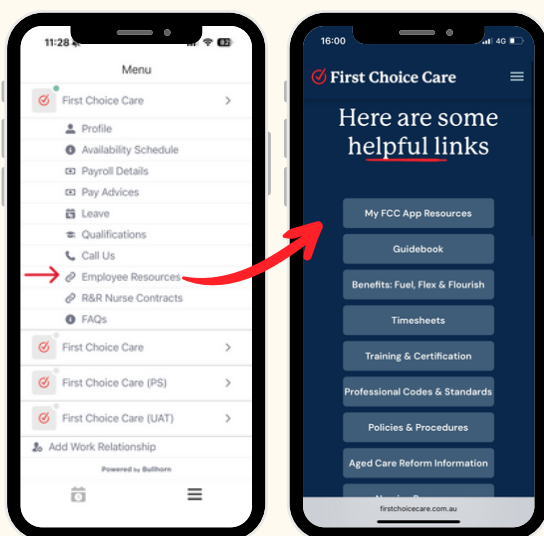 11:28
Menu
First Choice Care
Profile
Availability Schedule
Payroll Details
Pay Advices
Leave
Qualifications
Call Us
Employee Resources
R&R Nurse Contracts
FAQs
First Choice Care
First Choice Care (PS)
First Choice Care (UAT)
Add Work Relationship
Powered by Bullhorn
16:00
4G
First Choice Care
Here are some
helpful links
My FCC App Resources
Guidebook
Benefits: Fuel, Flex & Flourish
Timesheets
Training & Certification
Professional Codes & Standards
Policies & Procedures
Aged Care Reform Information
firstchoicecare.com.au